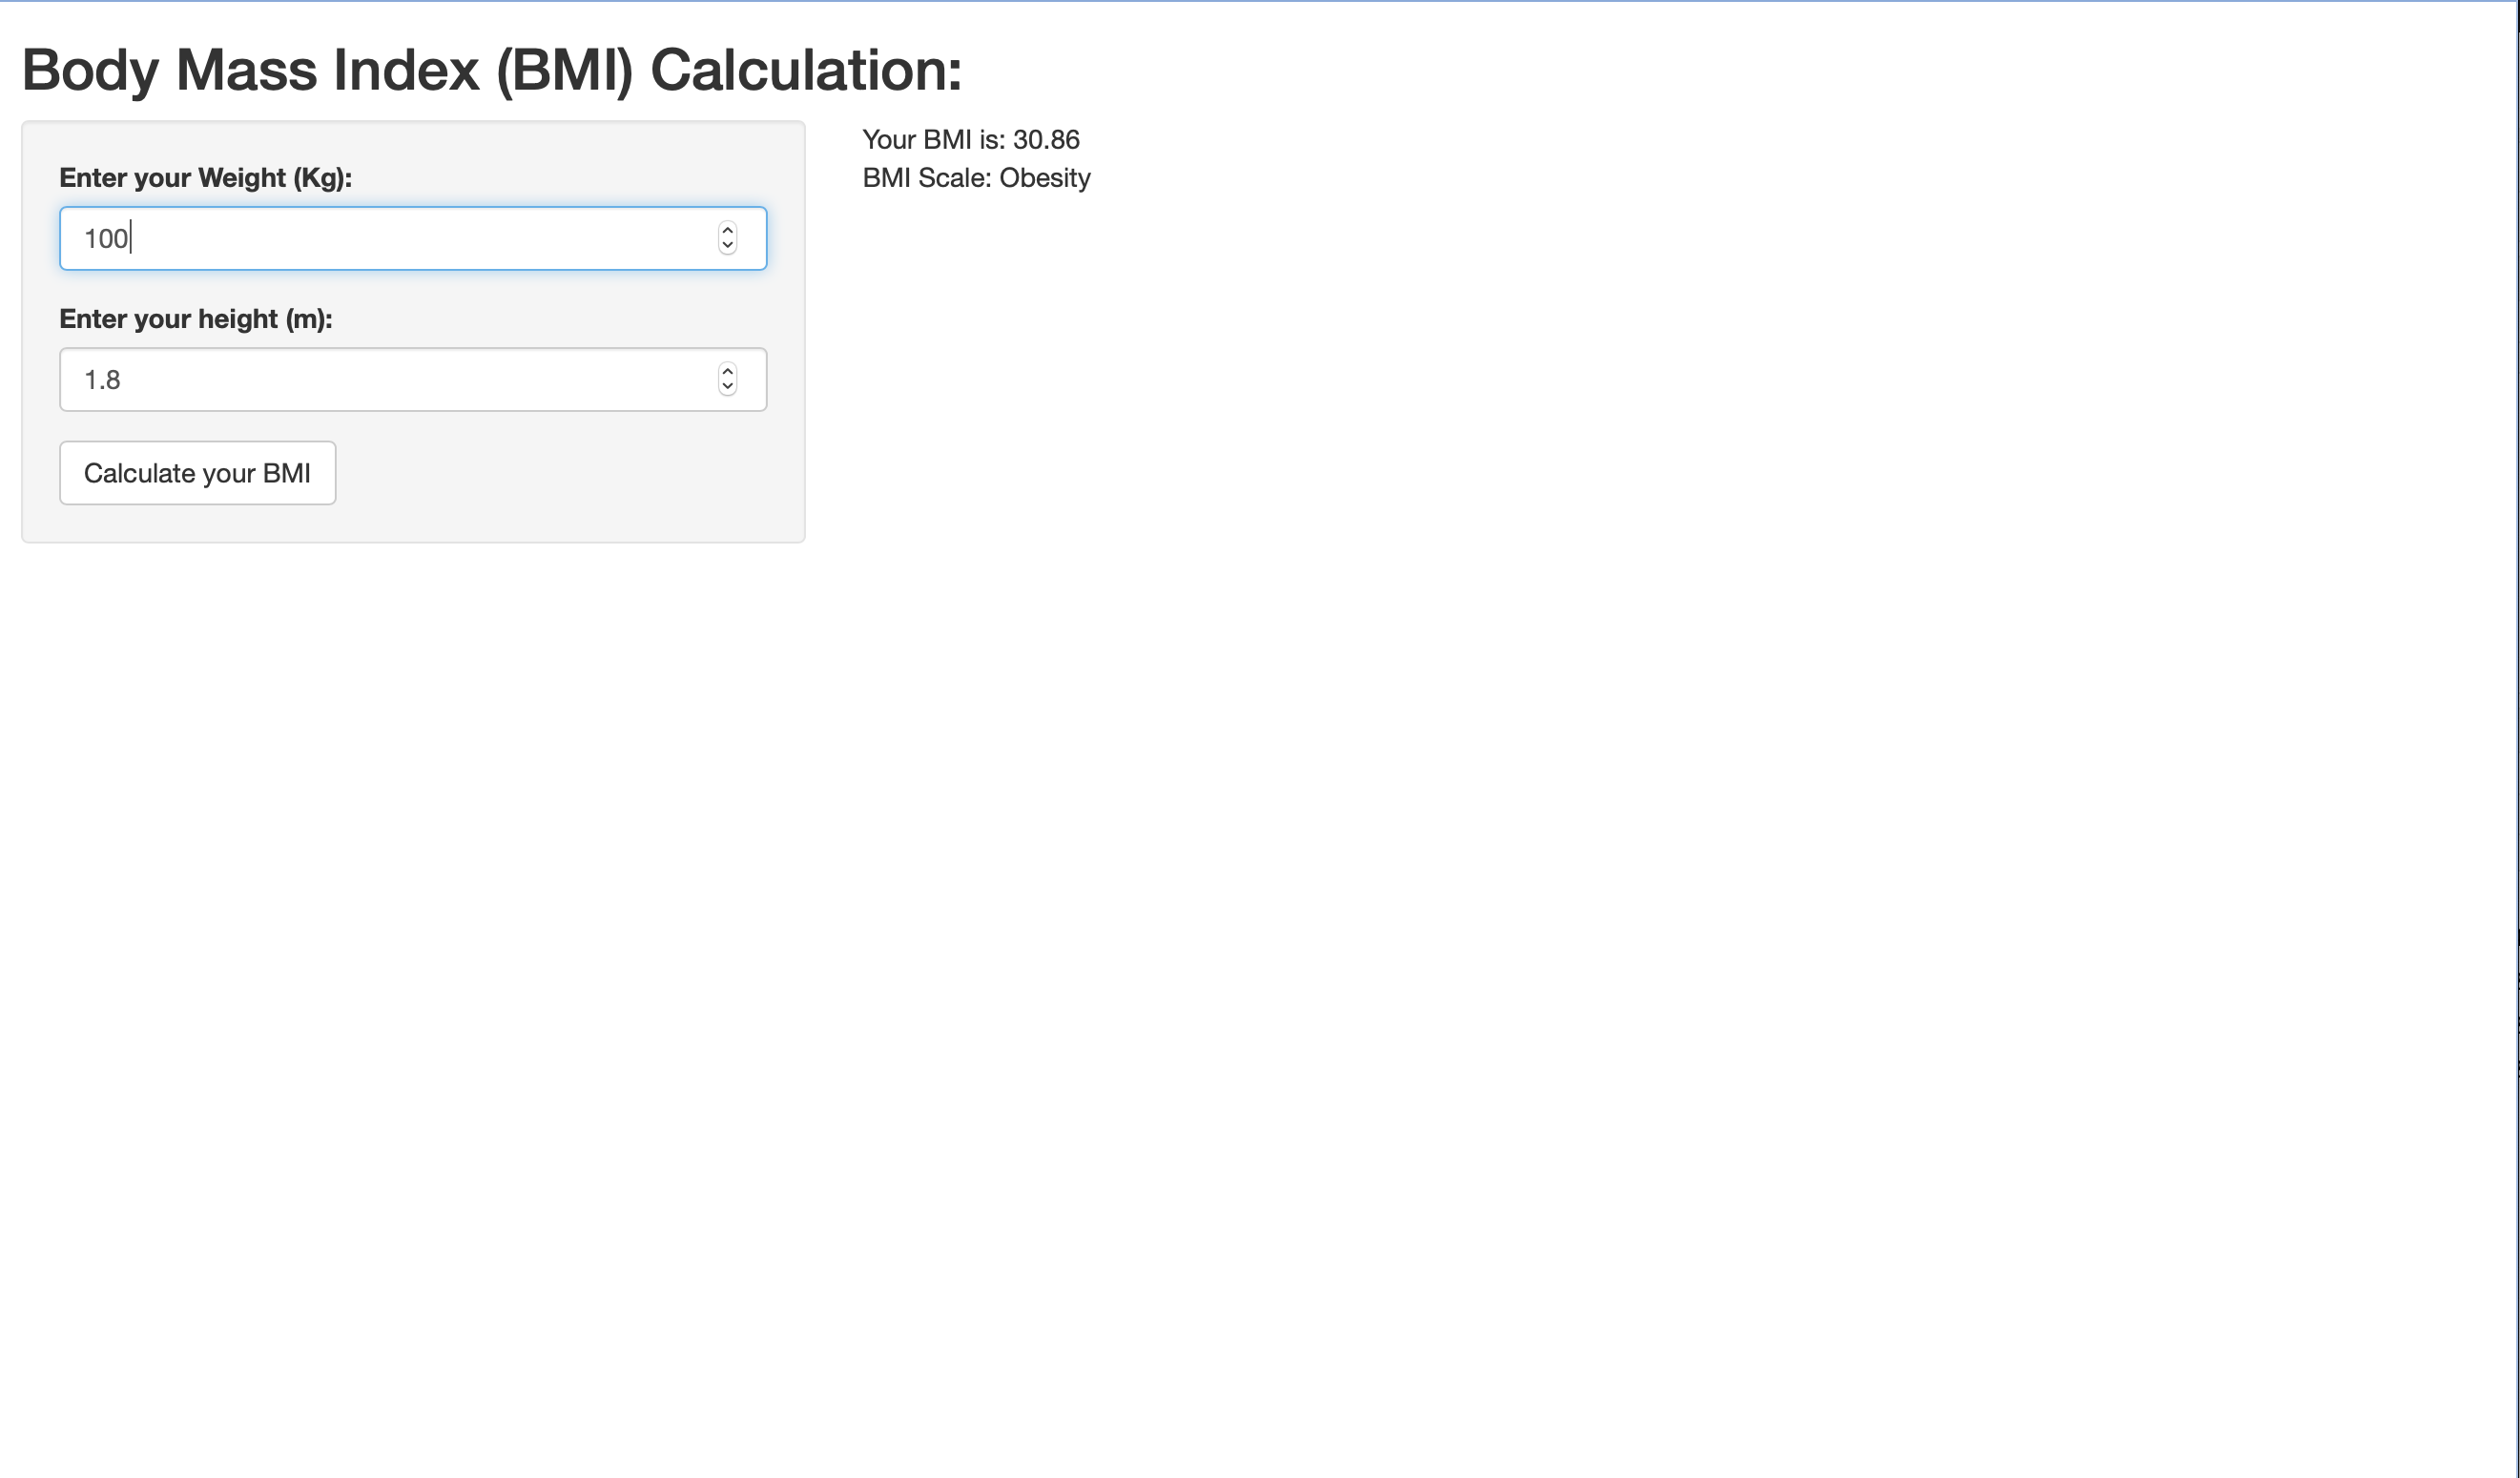 Body Mass Index (BMI) Calculation:
Enter your Weight (Kg):
100
Enter your height (m):
1.8
Calculate your BMI
Your BMI is: 30.86
BMI Scale: Obesity